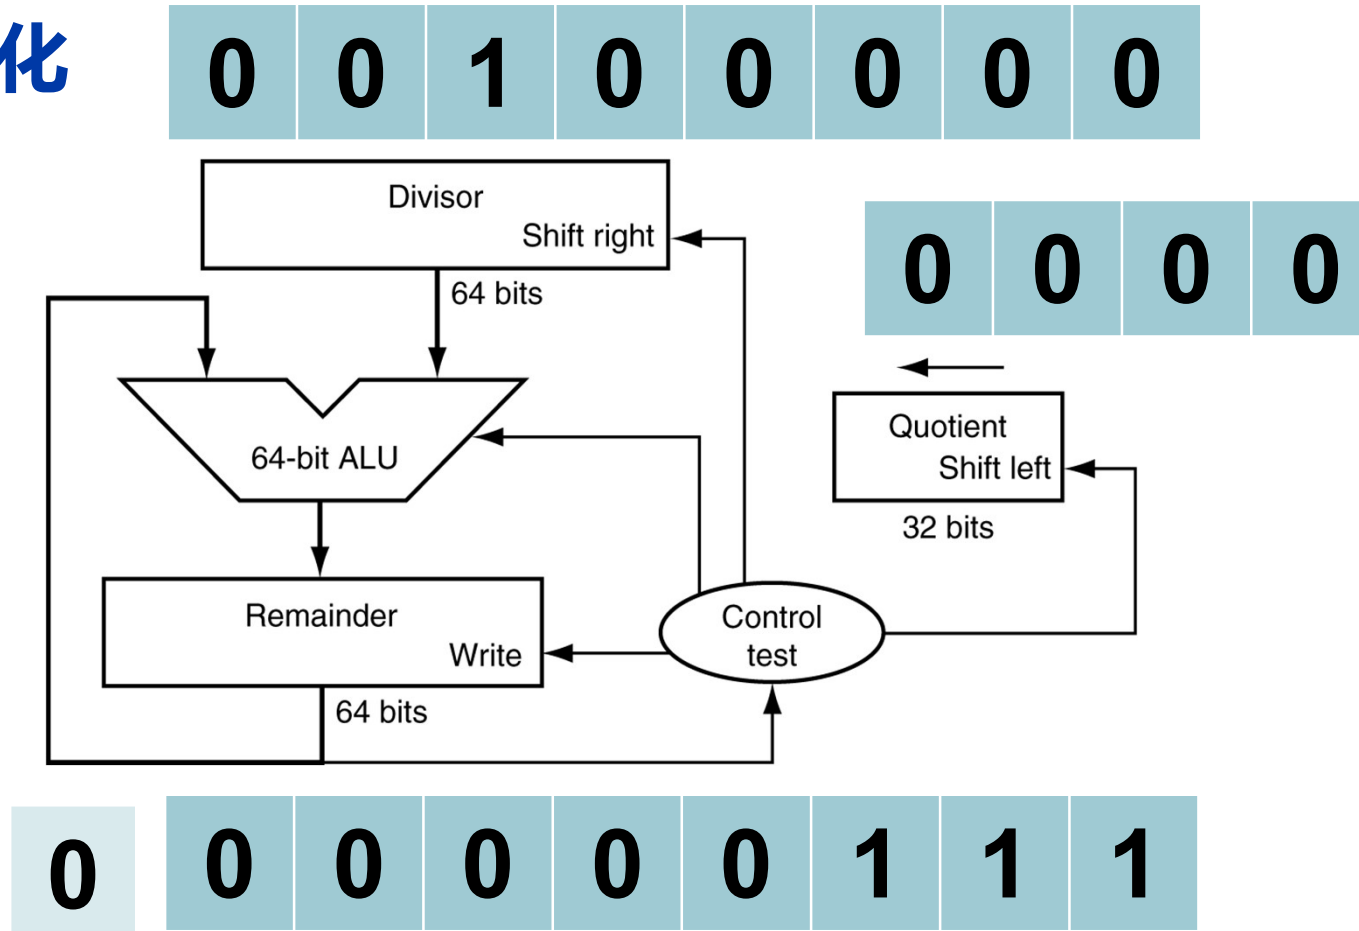 化
0 0 1 0 0 0 0 0
Divisor
Shift right
64 bits
0 0 0 0
64-bit ALU
Quotient
Shift left
32 bits
Remainder
Write
Control
test
64 bits
0 0 0 0 0 0 1 1 1